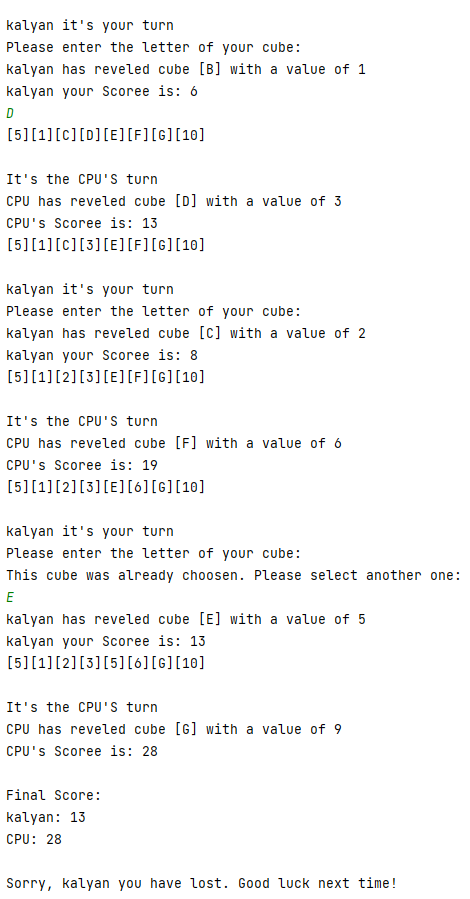 kalyan it's your turn
Please enter the letter of your cube:
kalyan has reveled cube [B] with a value of 1
kalyan your Scoree is: 6
D
[5][1][C][D][E][F][G][10]
It's the CPU'S turn
CPU has reveled cube [D] with a value of 3
CPU's Scoree is: 13
[5][1][C][3][E][F][G][10]
kalyan it's your turn
Please enter the letter of your cube:
kalyan has reveled cube [C] with a value of 2
kalyan your Scoree is: 8
[5][1][2][3][E][F][G][10]
It's the CPU'S turn
CPU has reveled cube [F] with a value of 6
CPU's Scoree is: 19
[5][1][2][3][E][6][G][10]
kalyan it's your turn
Please enter the letter of your cube:
This cube was already choosen. Please select another one:
E
kalyan has reveled cube [E] with a value of 5
kalyan your Scoree is: 13
[5][1][2][3][5][6][G][10]
It's the CPU'S turn
CPU has reveled cube [G] with a value of 9
CPU's Scoree is: 28
Final Score:
kalyan: 13
CPU: 28
Sorry, kalyan you have lost. Good luck next time!